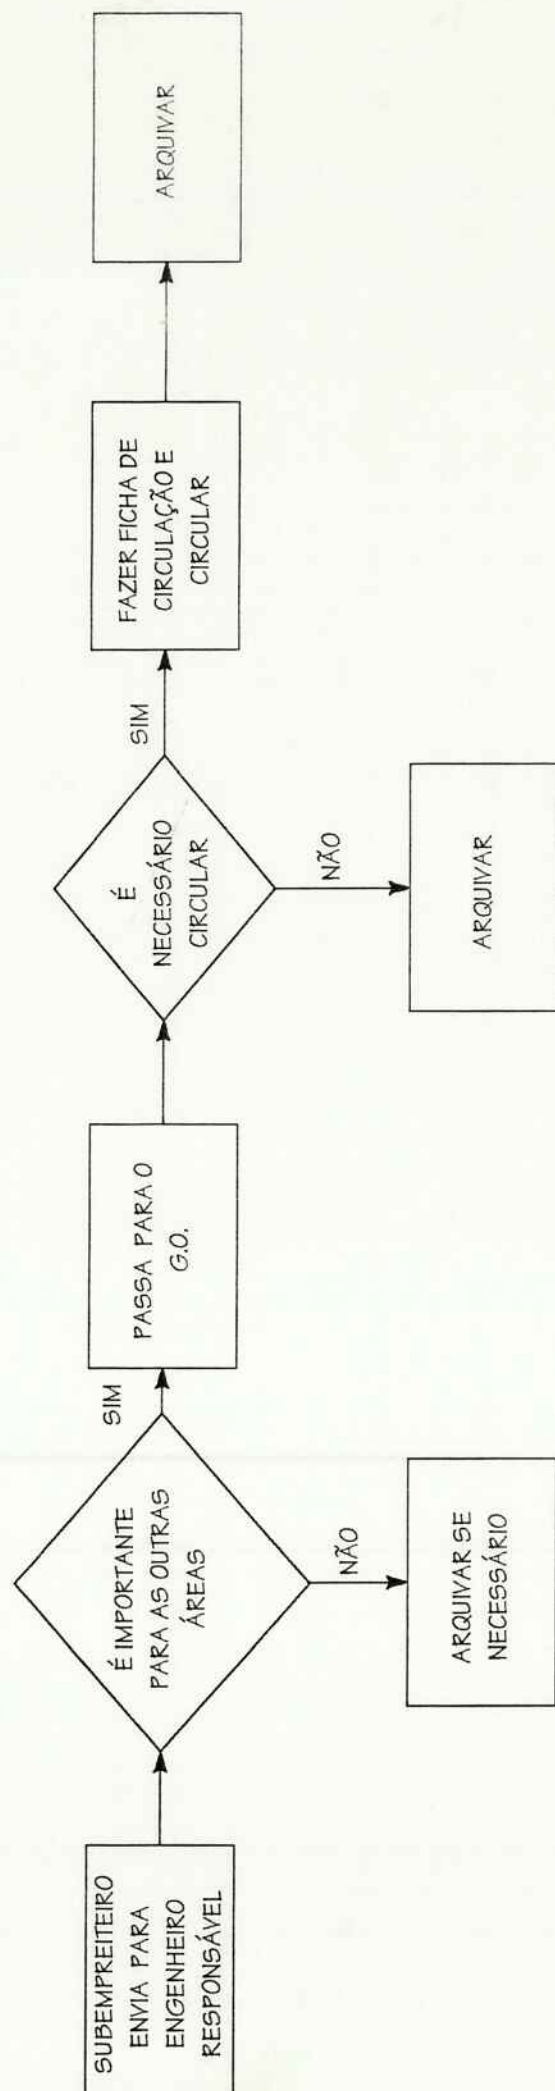 SUBEMPREITEIRO
ENVIA PARA
ENGENHEIRO
RESPONSÁVEL
É IMPORTANTE
PARA AS OUTRAS
ÁREAS
SIM
NÃO
ARQUIVAR SE
NECESSÁRIO
PASSA PARA O
G.O.
É
NECESSÁRIO
CIRCULAR
SIM
NÃO
ARQUIVAR
FAZER FICHA DE
CIRCULAÇÃO E
CIRCULAR
ARQUIVAR